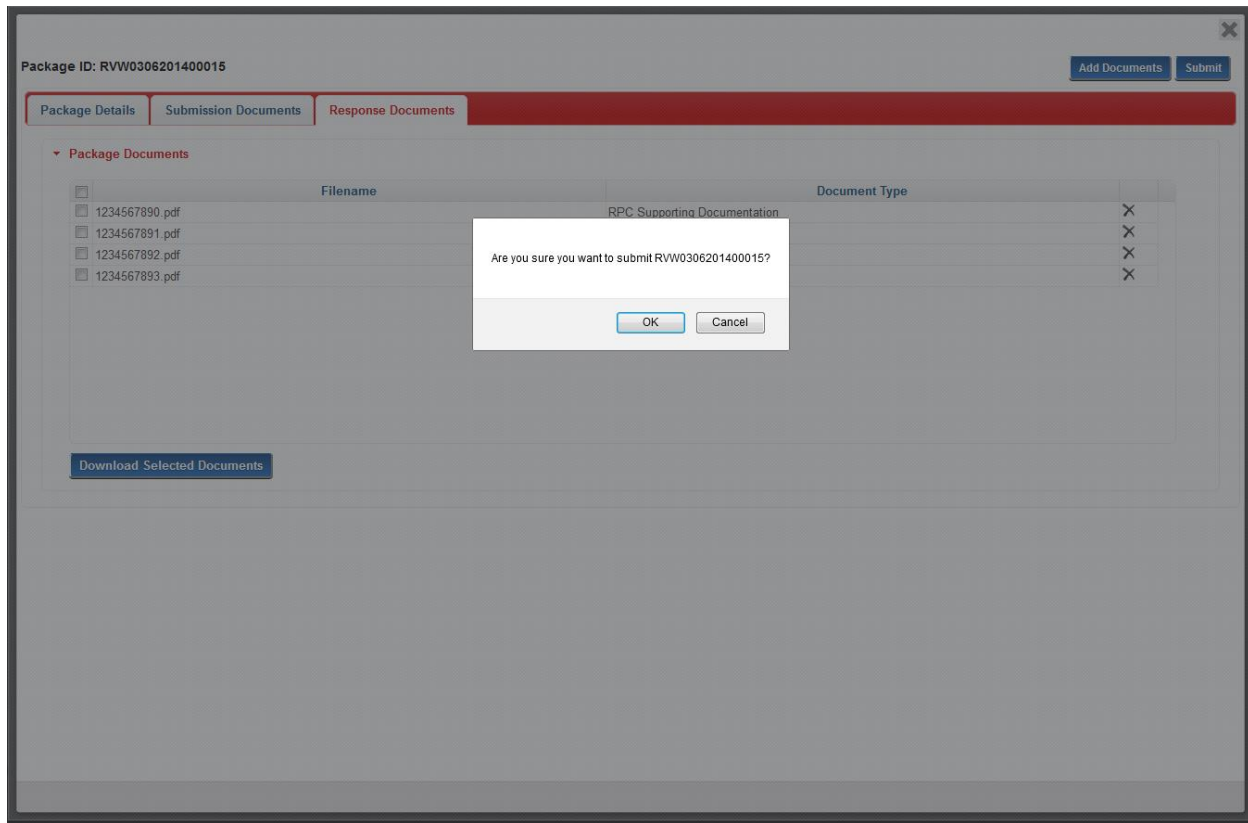 Package ID: RVW0306201400015
Add Documents Submit
Package Details Submission Documents Response Documents
Package Documents
Filename Document Type
1234567890.pdf RPC Supporting Documentation
1234567891.pdf
1234567892.pdf
1234567893.pdf
Are you sure you want to submit RVW0306201400015?
OK Cancel
Download Selected Documents